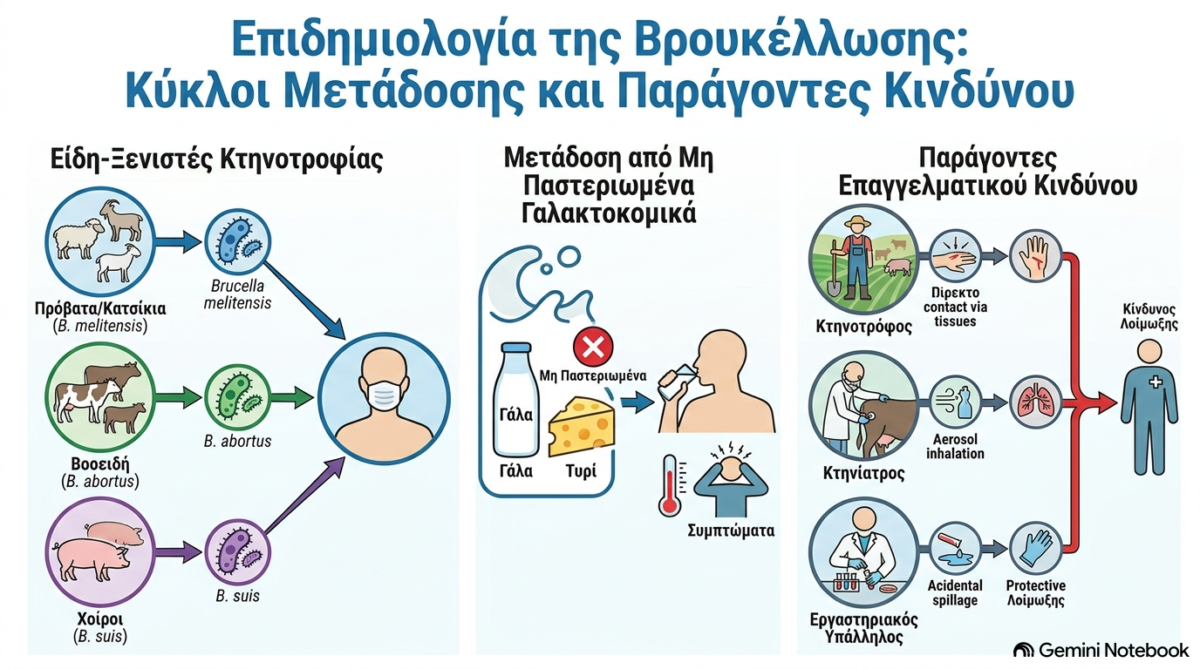 Επιδημιολογία της Βρουκέλλωσης:
Κύκλοι Μετάδοσης και Παράγοντες Κινδύνου
Είδη-Ξενιστές Κτηνοτροφίας
Πρόβατα/Κατσίκια
(B. melitensis)
Brucella
melitensis
Βοοειδή
(B. abortus)
B. abortus
Χοίροι
(B. suis)
B. suis
Μετάδοση από Μη
Παστεριωμένα
Γαλακτοκομικά
Μη Παστεριωμένα
Γάλα
Γάλα
Τυρί
Συμπτώματα
Παράγοντες
Επαγγελματικού Κινδύνου
Κτηνοτρόφος
Πιρεκτο
contact via
tissues
Κτηνίατρος
Aerosol
inhalation
Εργαστηριακός
Υπάλληλος
Acidental
spillage
Protective
Λοίμωξης
Κίνδυνος
Λοίμωξης
Gemini Notebook